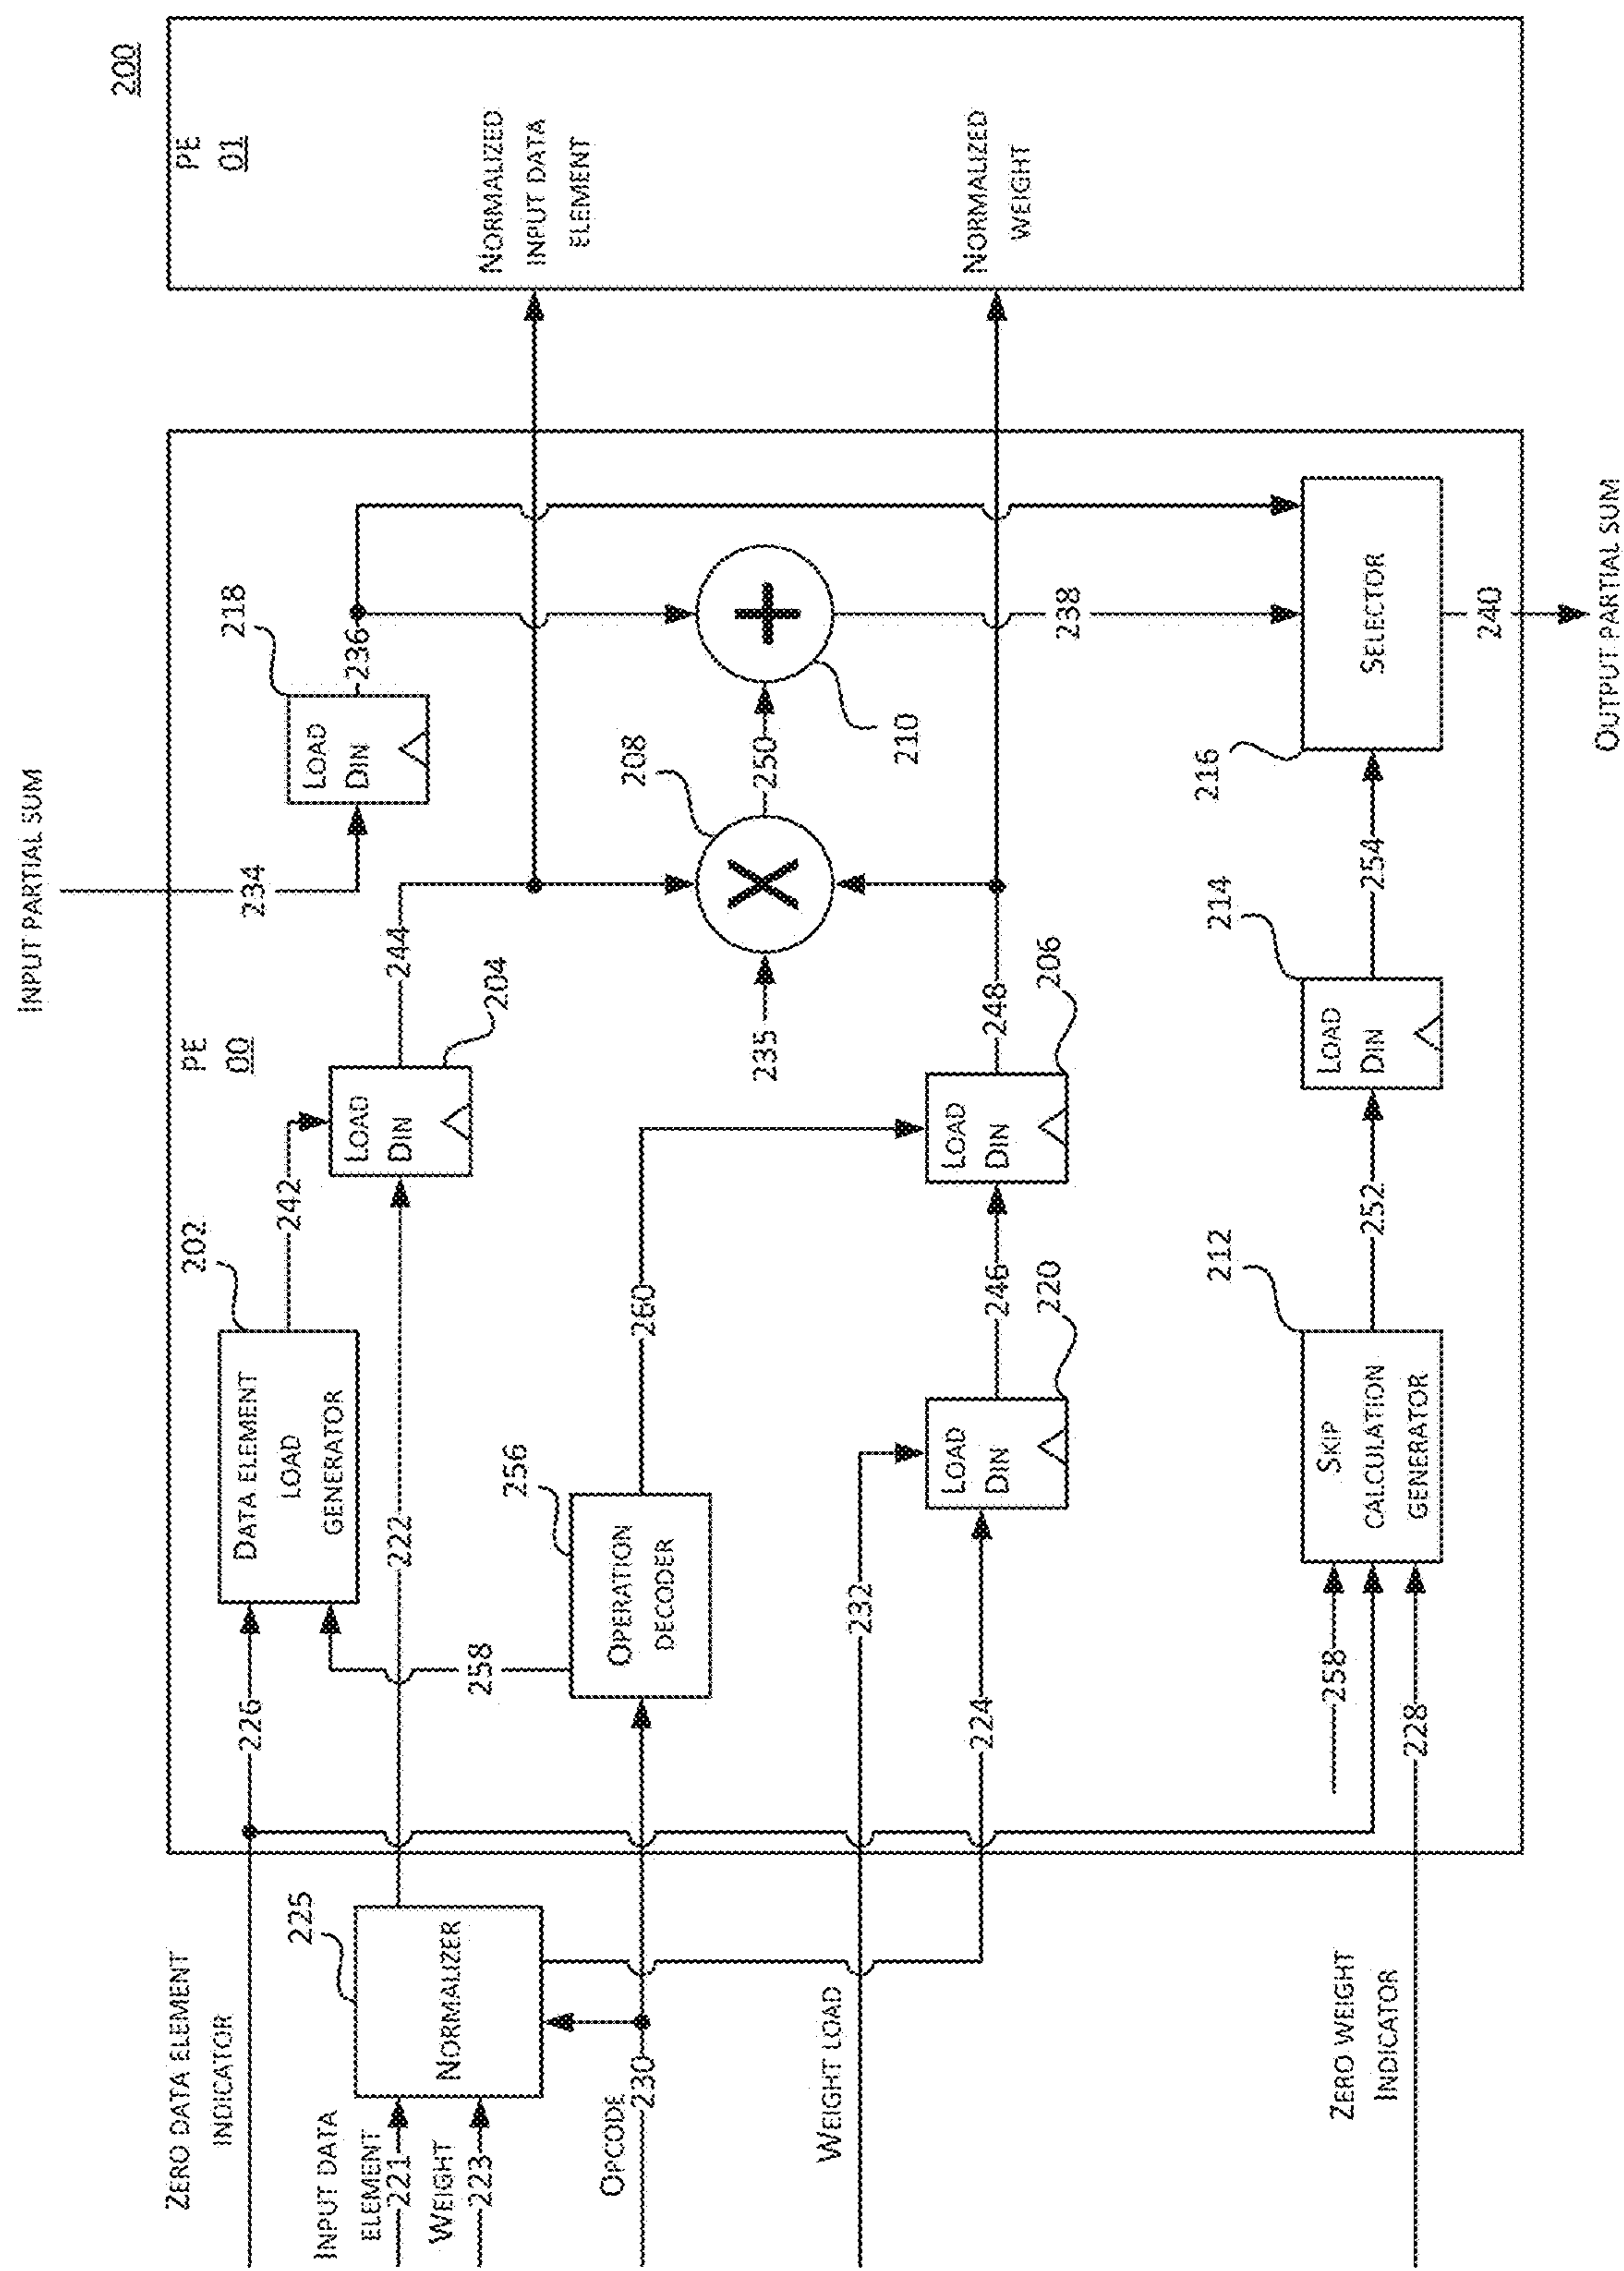 200
INPUT PARTIAL SUM
PE
00
PE
01
ZERO DATA ELEMENT
INDICATOR
226
202
DATA ELEMENT
LOAD
GENERATOR
242
LOAD
DIN
204
244
234
LOAD
DIN
218
236
NORMALIZED
INPUT DATA
ELEMENT
INPUT DATA
ELEMENT
221
WEIGHT
223
225
NORMALIZER
222
258
OPCODE
230
256
OPERATION
DECODER
260
235
208
250
210
WEIGHT LOAD
232
224
LOAD
DIN
220
246
LOAD
DIN
206
248
238
NORMALIZED
WEIGHT
ZERO WEIGHT
INDICATOR
258
228
212
SKIP
CALCULATION
GENERATOR
252
214
LOAD
DIN
254
216
SELECTOR
240
OUTPUT PARTIAL SUM